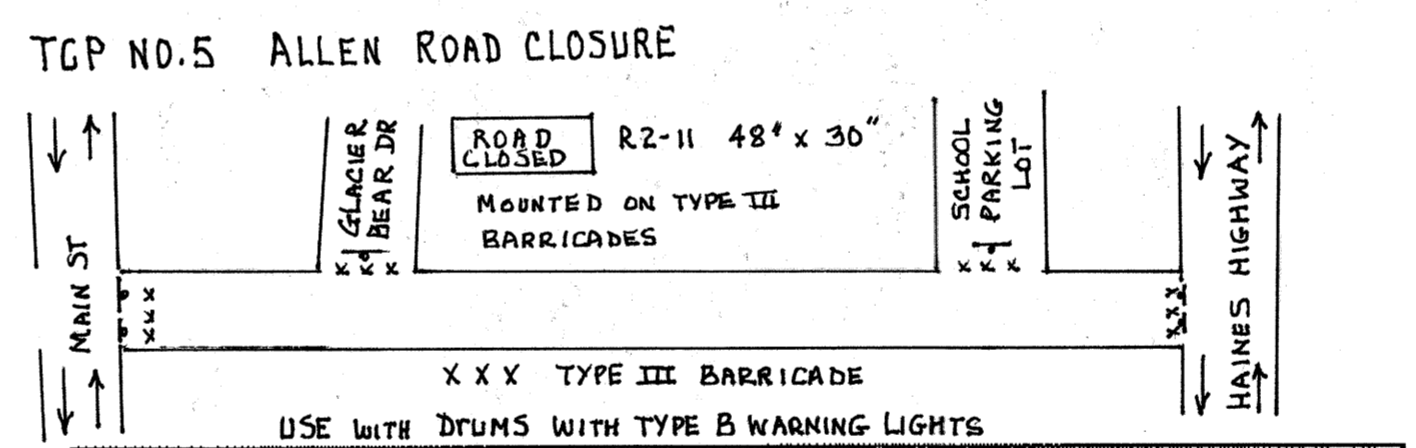 TCP NO.5 ALLEN ROAD CLOSURE
MAIN ST
GLACIER
BEAR DR
ROAD
CLOSED
R2-11 48" x 30"
MOUNTED ON TYPE III
BARRICADES
SCHOOL
PARKING
LOT
HAINES HIGHWAY
x x x
x x x
x x x
x x x
X X X TYPE III BARRICADE
USE WITH DRUMS WITH TYPE B WARNING LIGHTS